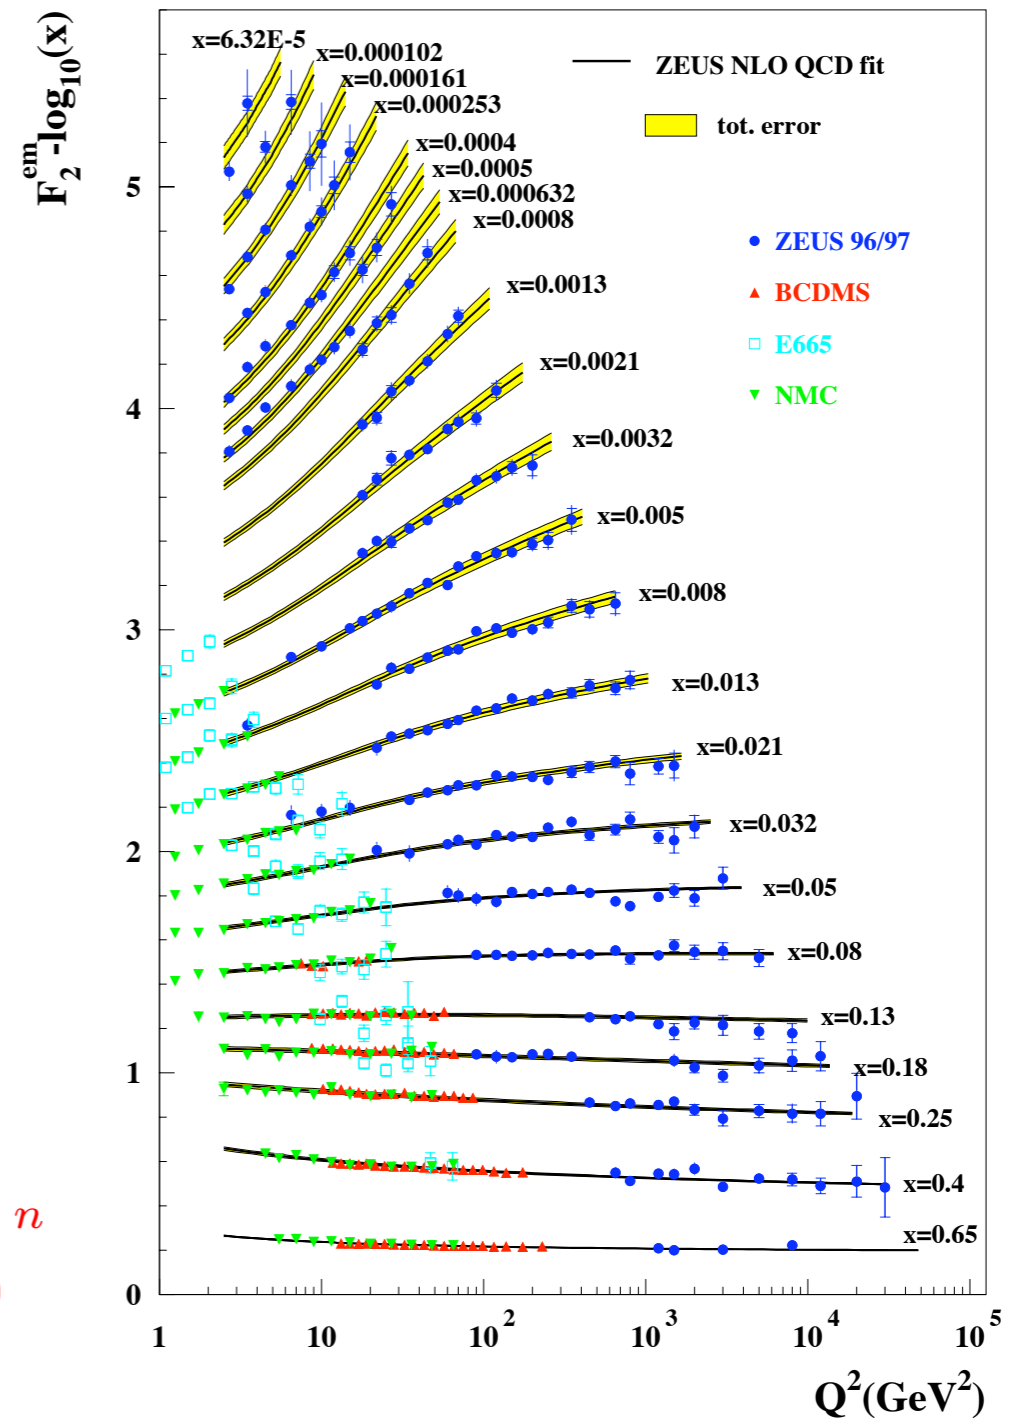 F₂ᵉᵐ-log₁₀(x)
x=6.32E-5
x=0.000102
x=0.000161
x=0.000253
x=0.0004
x=0.0005
x=0.000632
x=0.0008
x=0.0013
x=0.0021
x=0.0032
x=0.005
x=0.008
x=0.013
x=0.021
x=0.032
x=0.05
x=0.08
x=0.13
x=0.18
x=0.25
x=0.4
x=0.65
ZEUS NLO QCD fit
tot. error
ZEUS 96/97
BCDMS
E665
NMC
5
4
3
2
1
0
n
1 10 10² 10³ 10⁴ 10⁵
Q²(GeV²)